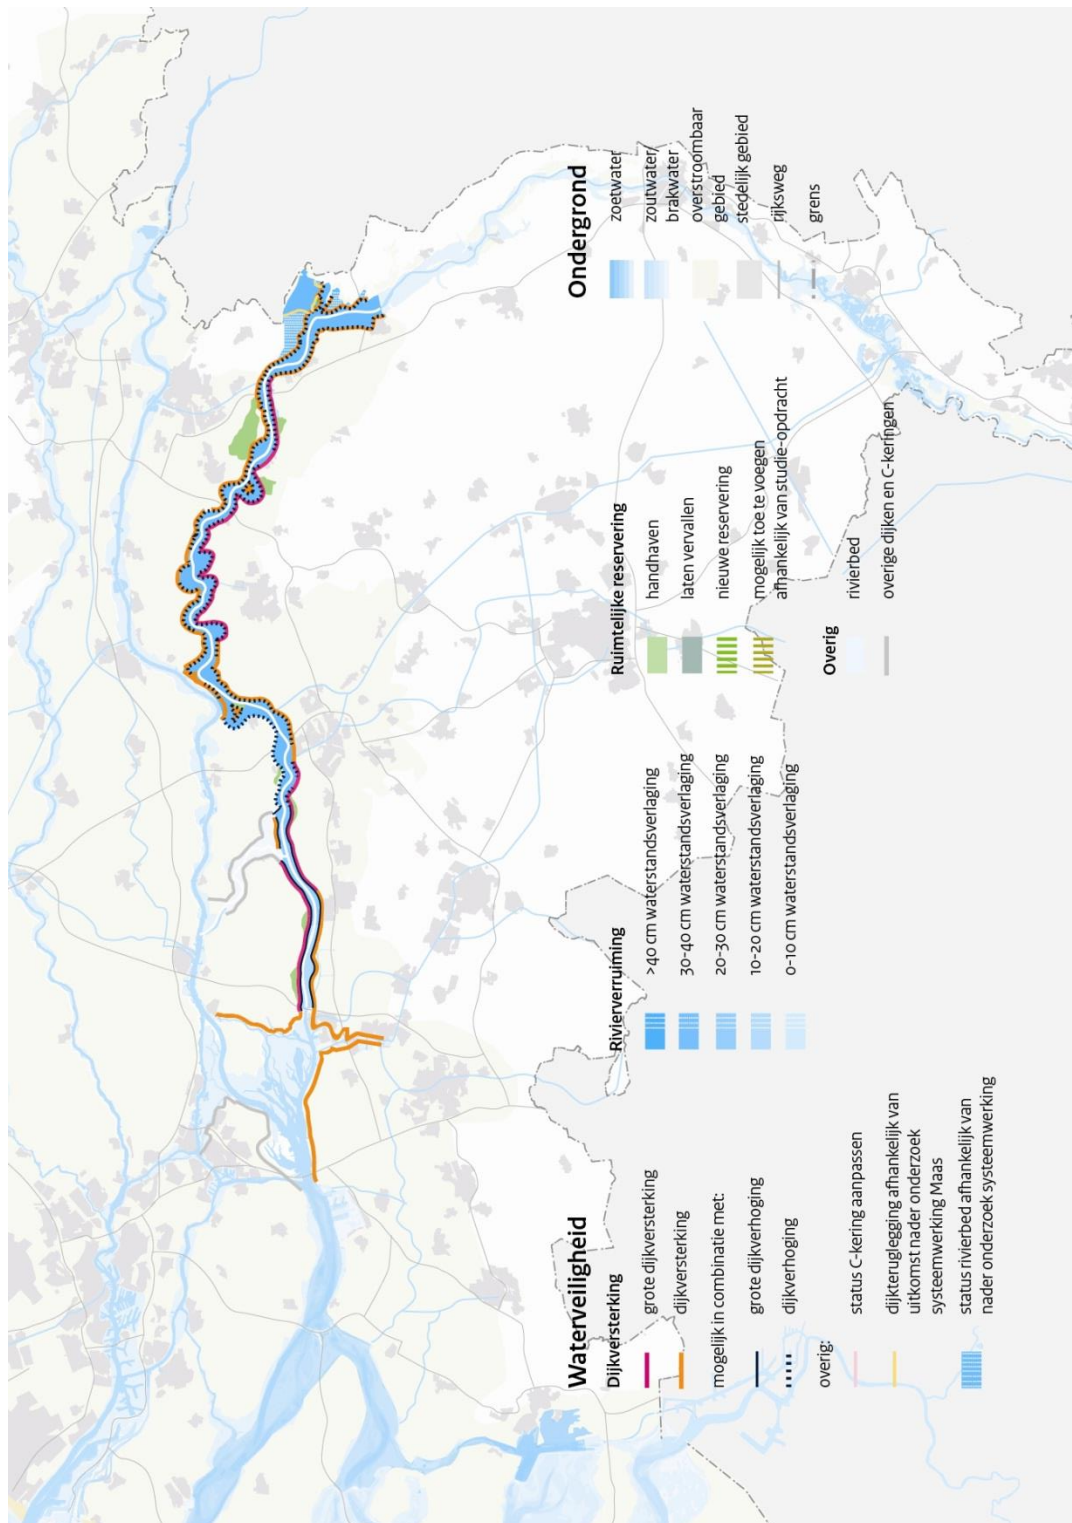 Waterveiligheid
Dijkversterking
grote dijkversterking
dijkversterking
mogelijk in combinatie met:
grote dijkverhoging
dijkverhoging
overig:
status C-kering aanpassen
dijkteruglegging afhankelijk van
uitkomst nader onderzoek
systeemwerking Maas
status rivierbed afhankelijk van
nader onderzoek systeemwerking
Rivierverruiming
>40 cm waterstandsverlaging
30-40 cm waterstandsverlaging
20-30 cm waterstandsverlaging
10-20 cm waterstandsverlaging
0-10 cm waterstandsverlaging
Ruimtelijke reservering
handhaven
laten vervallen
nieuwe reservering
mogelijk toe te voegen
afhankelijk van studie-opdracht
Overig
rivierbed
overige dijken en C-keringen
Ondergrond
zoetwater
zoutwater/
brakwater
overstroombaar
gebied
stedelijk gebied
rijksweg
grens